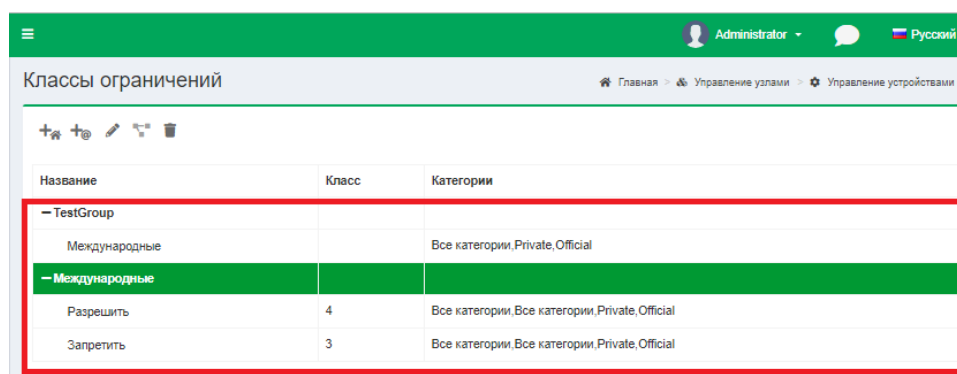 Administrator
Русский
Классы ограничений
Главная > Управление узлами > Управление устройствами
Название Класс Категории
TestGroup
Международные Все категории,Private,Official
Международные
Разрешить 4 Все категории,Все категории,Private,Official
Запретить 3 Все категории,Все категории,Private,Official